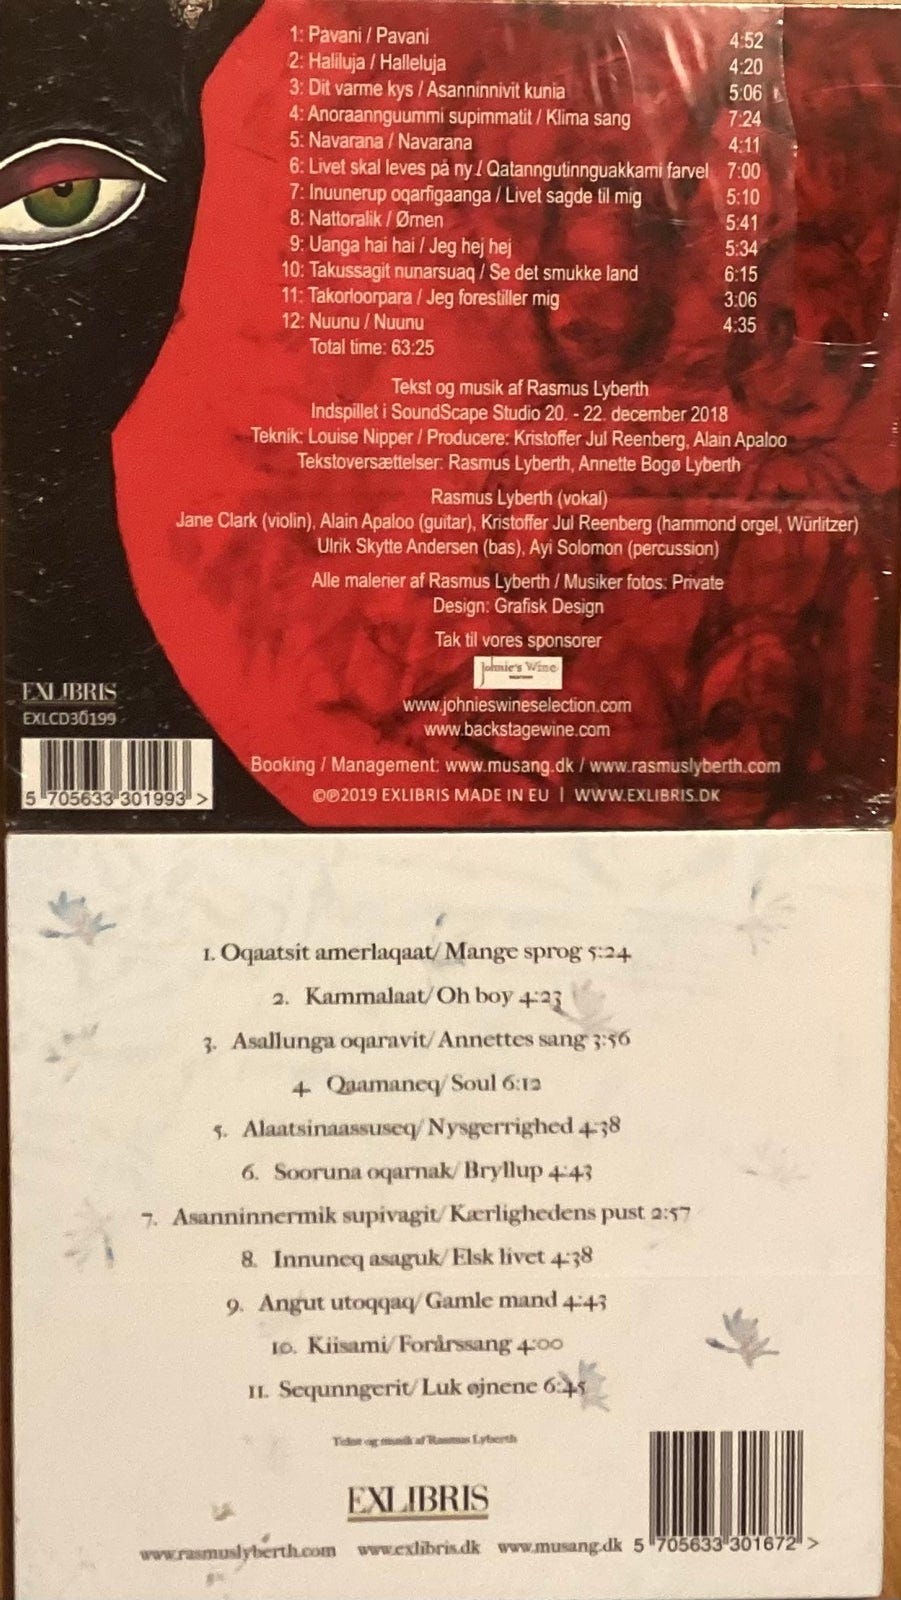 1: Pavani / Pavani 4:52
2: Haliluja / Halleluja 4:20
3: Dit varme kys / Asanninnivit kunia 5:06
4: Anoraannguummi supimmatit / Klima sang 7:24
5: Navarana / Navarana 4:11
6: Livet skal leves på ny / Qatanngutinnguakkami farvel 7:00
7: Inuunerup oqarfigaanga / Livet sagde til mig 5:10
8: Nattoralik / Ørnen 5:41
9: Uanga hai hai / Jeg hej hej 5:34
10: Takussagit nunarsuaq / Se det smukke land 6:15
11: Takorloorpara / Jeg forestiller mig 3:06
12: Nuunu / Nuunu 4:35
Total time: 63:25
Tekst og musik af Rasmus Lyberth
Indspillet i SoundScape Studio 20. - 22. december 2018
Teknik: Louise Nipper / Producere: Kristoffer Jul Reenberg, Alain Apaloo
Tekstoversættelser: Rasmus Lyberth, Annette Bogø Lyberth
Rasmus Lyberth (vokal)
Jane Clark (violin), Alain Apaloo (guitar), Kristoffer Jul Reenberg (hammond orgel, Würlitzer)
Ulrik Skytte Andersen (bas), Ayi Solomon (percussion)
Alle malerier af Rasmus Lyberth / Musiker fotos: Private
Design: Grafisk Design
Tak til vores sponsorer
Johnie's Wine
www.johnieswineselection.com
www.backstagewine.com
EXLIBRIS
EXLCD30199
5 705633 301993 >
Booking / Management: www.musang.dk / www.rasmuslyberth.com
©℗2019 EXLIBRIS MADE IN EU | WWW.EXLIBRIS.DK
1. Oqaatsit amerlaqaat/ Mange sprog 5:24
2. Kammalaat/ Oh boy 4:23
3. Asallunga oqaravit/ Annettes sang 3:56
4. Qaamaneq/ Soul 6:12
5. Alaatsinaassuseq/ Nysgerrighed 4:38
6. Sooruna oqarnak/ Bryllup 4:43
7. Asanninnermik supivagit/ Kærlighedens pust 2:57
8. Innuneq asaguk/ Elsk livet 4:38
9. Angut utoqqaq/ Gamle mand 4:43
10. Kiisami/ Forårssang 4:00
11. Sequnngerit/ Luk øjnene 6:45
Tekst og musik af Rasmus Lyberth
EXLIBRIS
www.rasmuslyberth.com www.exlibris.dk www.musang.dk 5 705633 301672 >